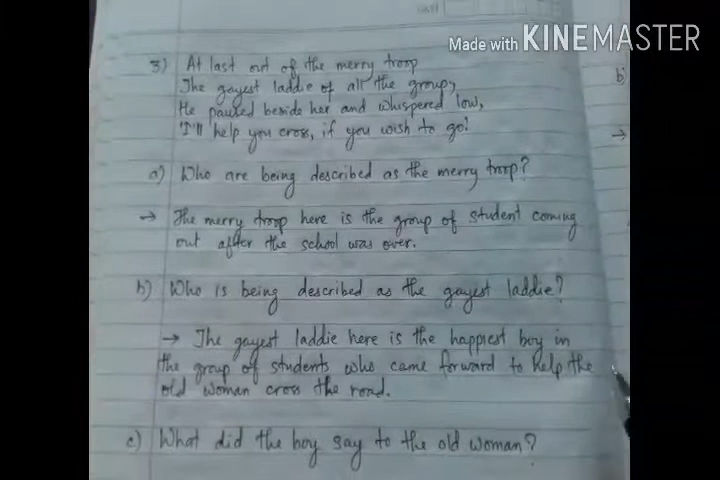 Made with KINEMASTER
3) At last out of the merry troop
The gayest laddie of all the group;
He paused beside her and whispered low,
"I'll help you cross, if you wish to go!
b)
a) Who are being described as the merry troop?
→ The merry troop here is the group of student coming
out after the school was over.
b) Who is being described as the gayest laddie?
→ The gayest laddie here is the happiest boy in
the group of students who came forward to help the
old woman cross the road.
c) What did the boy say to the old woman?